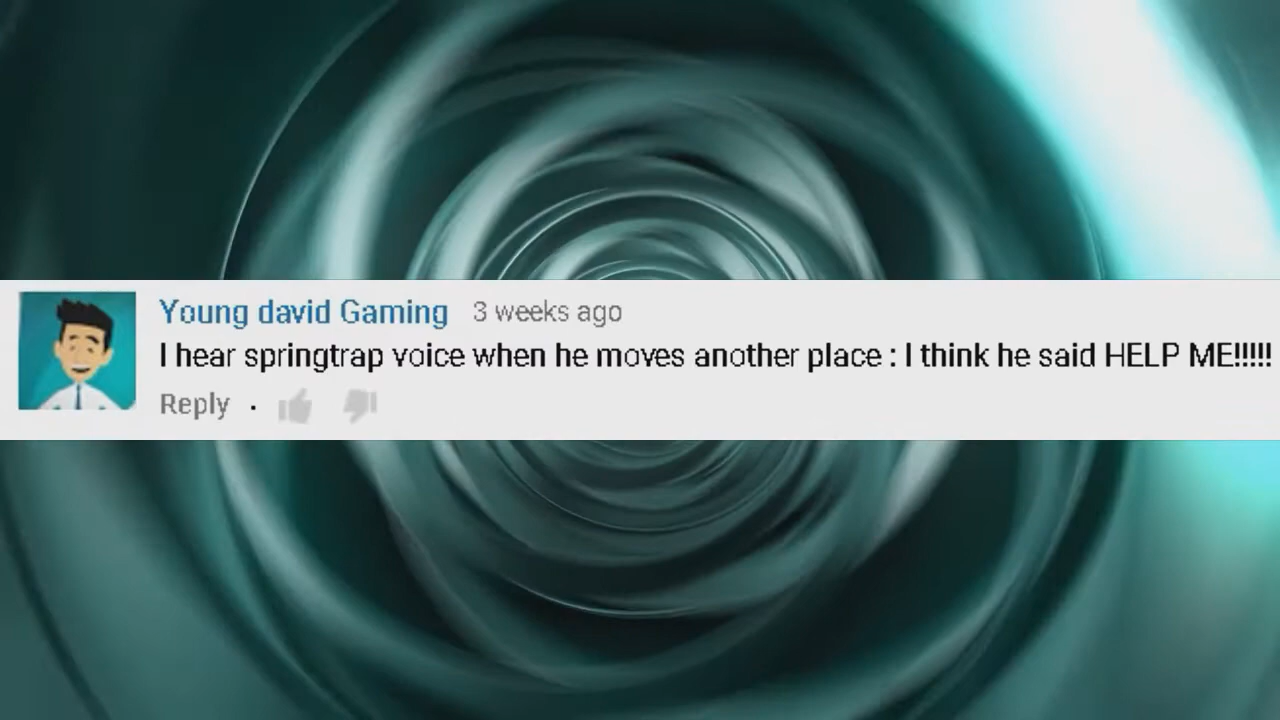 Young david Gaming 3 weeks ago
I hear springtrap voice when he moves another place : I think he said HELP ME!!!!!
Reply ·